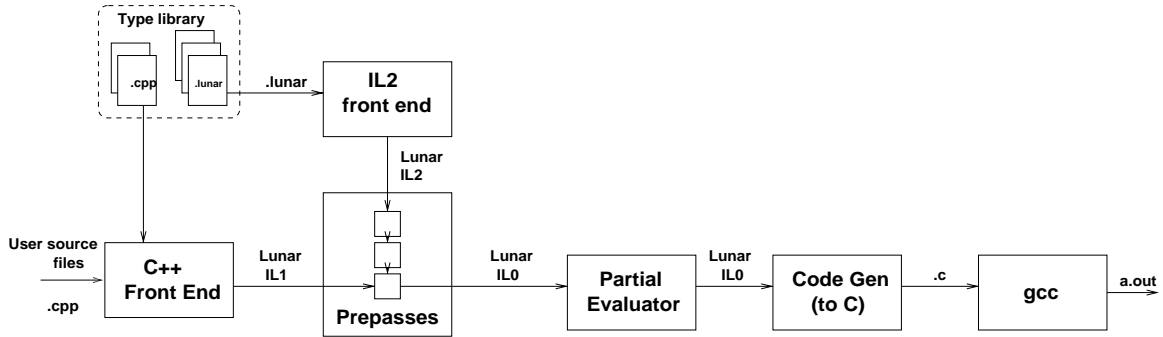 Type library
.cpp
.lunar
.lunar
IL2
front end
Lunar
IL2
User source
files
.cpp
C++
Front End
Lunar
IL1
Prepasses
Lunar
IL0
Partial
Evaluator
Lunar
IL0
Code Gen
(to C)
.c
gcc
a.out